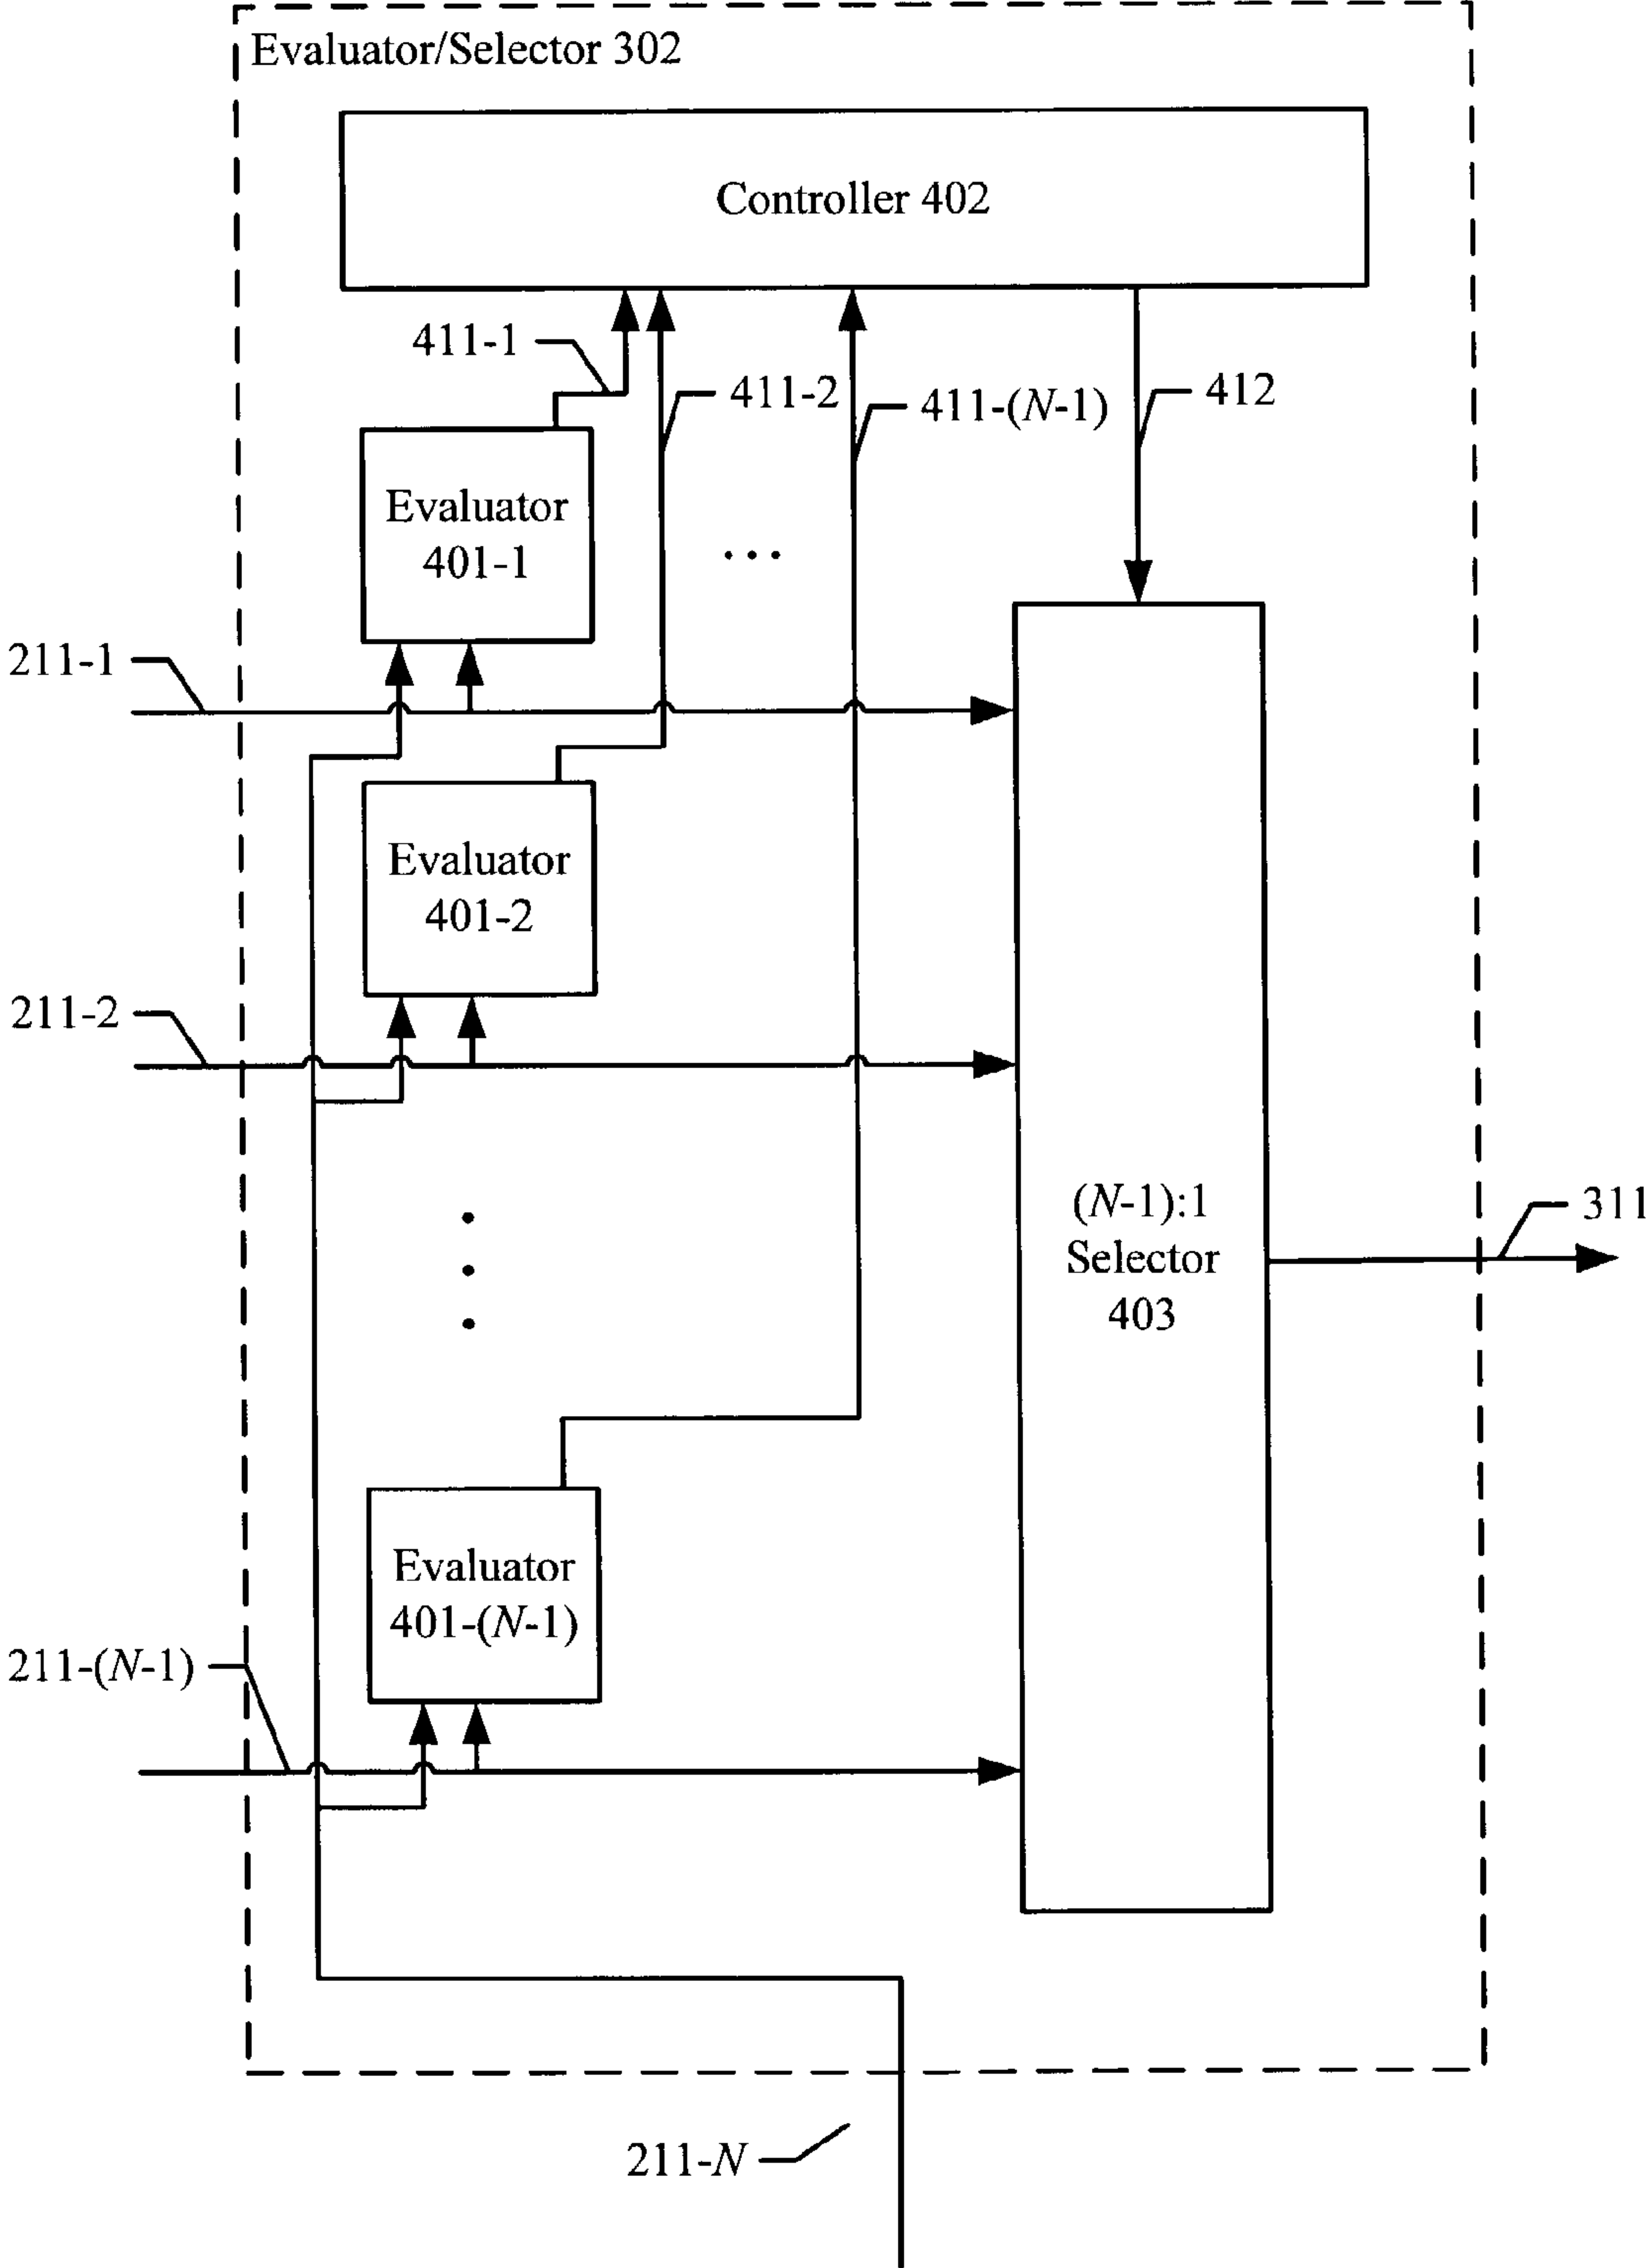 Evaluator/Selector 302
Controller 402
411-1
411-2
411-(N-1)
412
Evaluator
401-1
...
211-1
Evaluator
401-2
211-2
(N-1):1
Selector
403
311
Evaluator
401-(N-1)
211-(N-1)
211-N